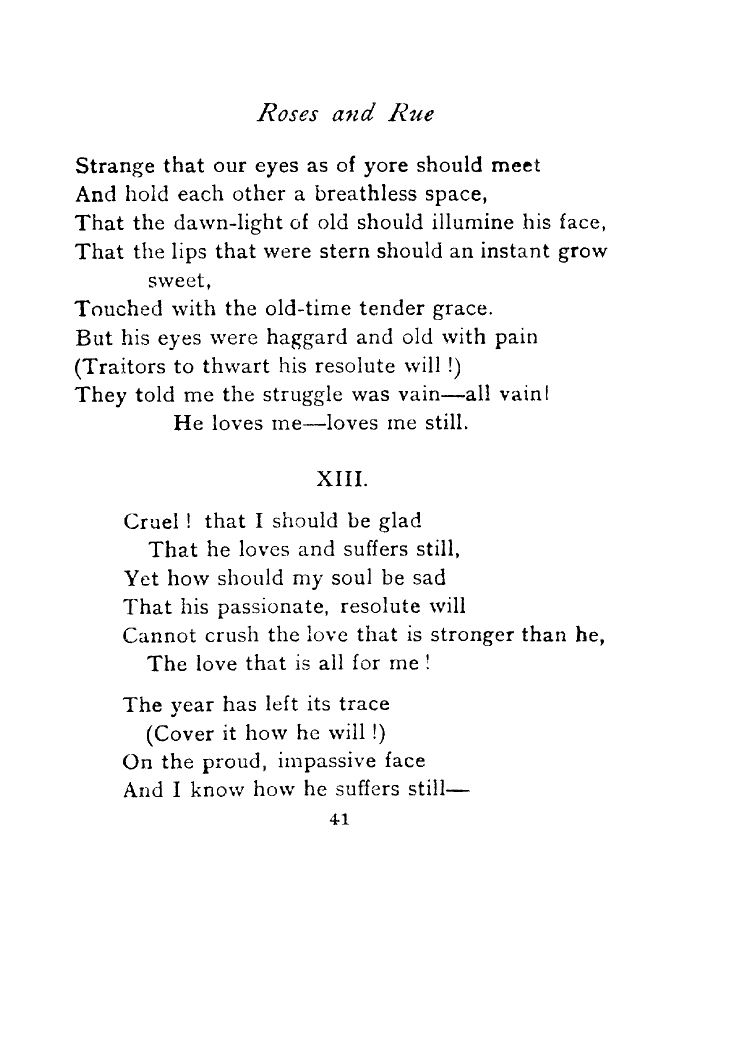 Roses and Rue
Strange that our eyes as of yore should meet
And hold each other a breathless space,
That the dawn-light of old should illumine his face,
That the lips that were stern should an instant grow
sweet,
Touched with the old-time tender grace.
But his eyes were haggard and old with pain
(Traitors to thwart his resolute will !)
They told me the struggle was vain—all vain!
He loves me—loves me still.
XIII.
Cruel ! that I should be glad
That he loves and suffers still,
Yet how should my soul be sad
That his passionate, resolute will
Cannot crush the love that is stronger than he,
The love that is all for me !
The year has left its trace
(Cover it how he will !)
On the proud, impassive face
And I know how he suffers still—
41